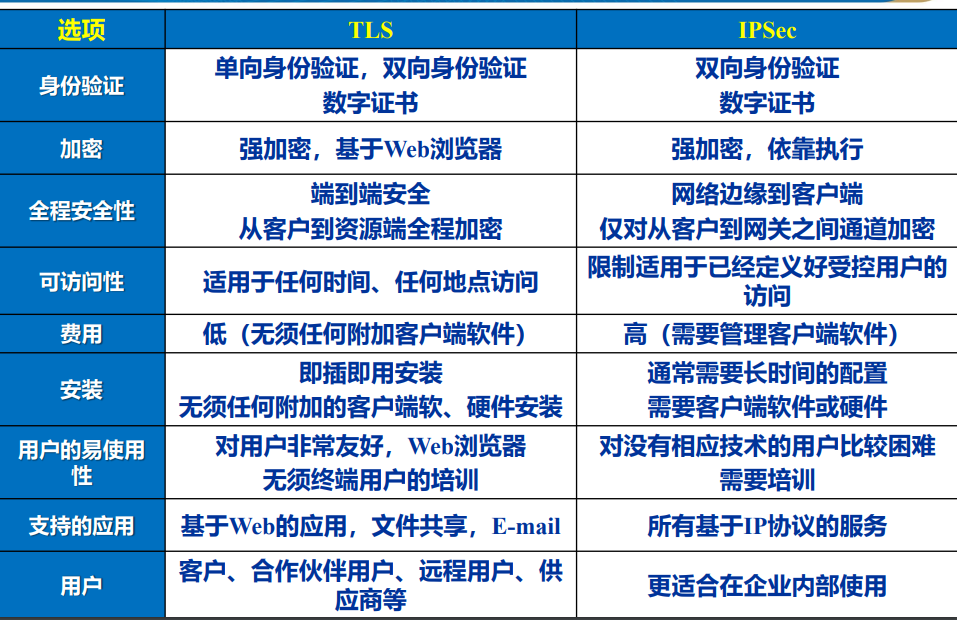 选项 TLS IPSec
身份验证
单向身份验证，双向身份验证
数字证书
双向身份验证
数字证书
加密
强加密，基于Web浏览器
强加密，依靠执行
全程安全性
端到端安全
从客户到资源端全程加密
网络边缘到客户端
仅对从客户到网关之间通道加密
可访问性
适用于任何时间、任何地点访问
限制适用于已经定义好受控用户的
访问
费用
低（无须任何附加客户端软件）
高（需要管理客户端软件）
安装
即插即用安装
无须任何附加的客户端软、硬件安装
通常需要长时间的配置
需要客户端软件或硬件
用户的易使用
性
对用户非常友好，Web浏览器
无须终端用户的培训
对没有相应技术的用户比较困难
需要培训
支持的应用
基于Web的应用，文件共享，E-mail
所有基于IP协议的服务
用户
客户、合作伙伴用户、远程用户、供
应商等
更适合在企业内部使用